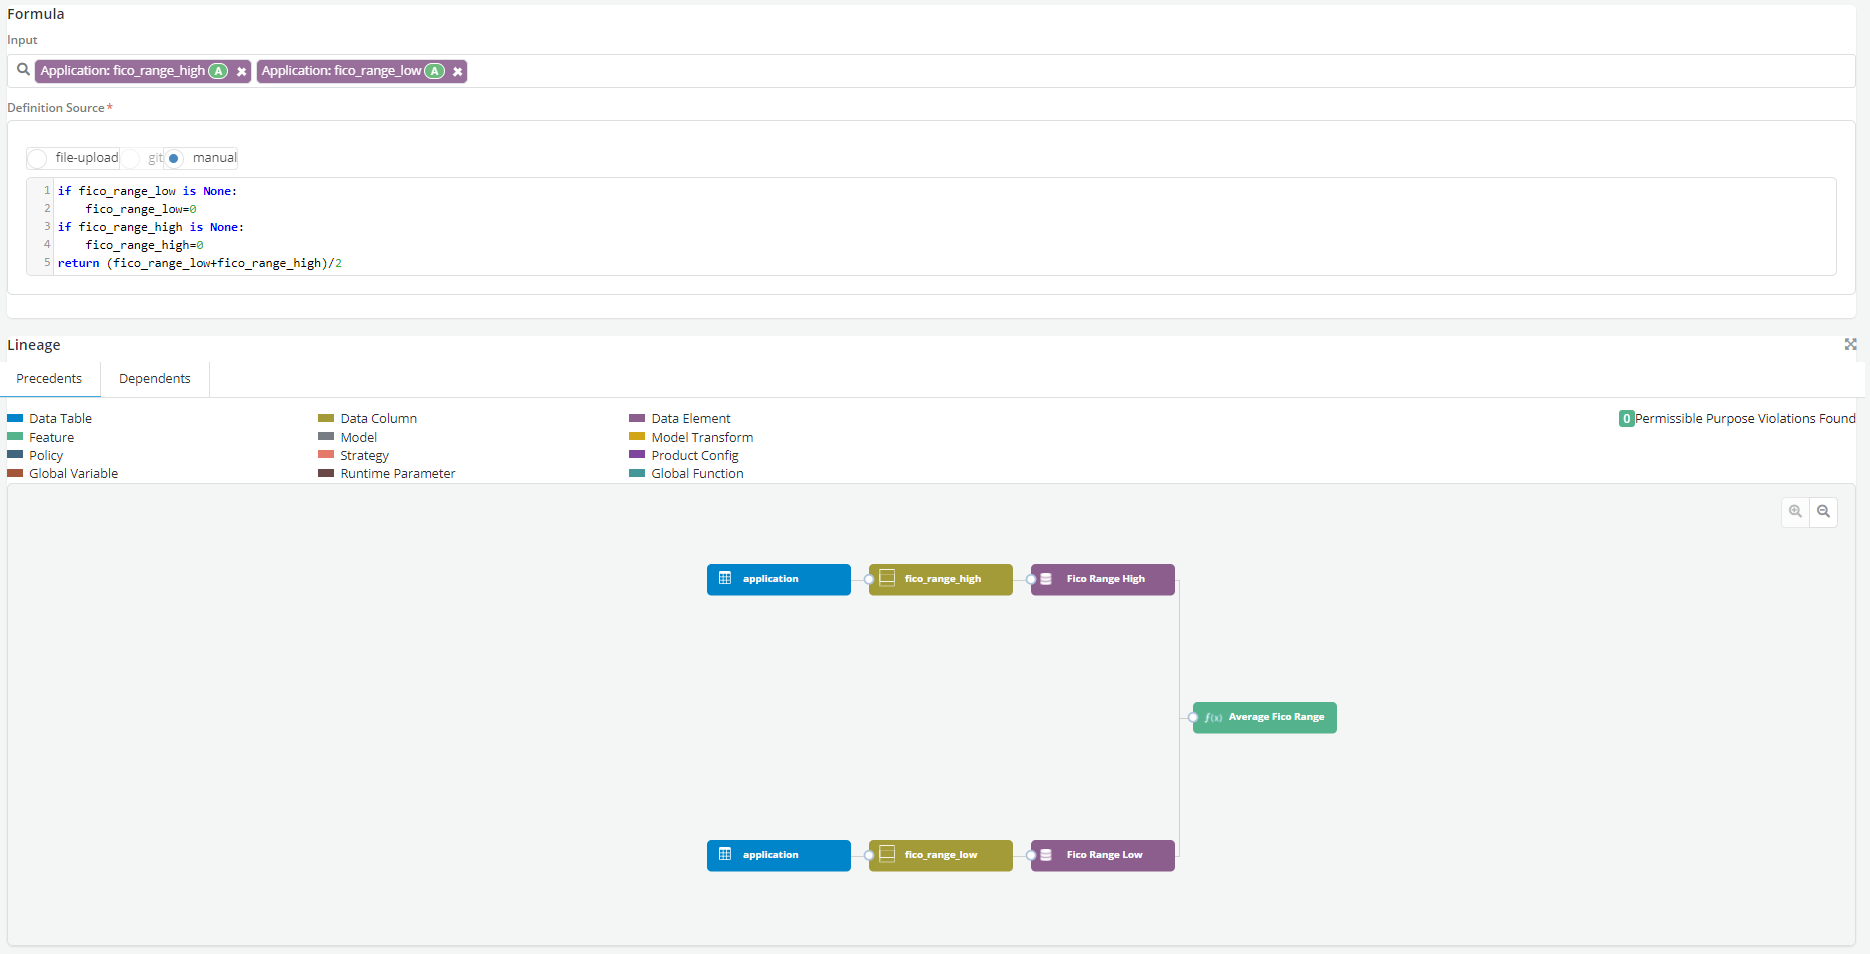 Formula
Input
Application: fico_range_high A × Application: fico_range_low A ×
Definition Source*
file-upload git manual
1 if fico_range_low is None:
2     fico_range_low=0
3 if fico_range_high is None:
4     fico_range_high=0
5 return (fico_range_low+fico_range_high)/2
Lineage
Precedents Dependents
Data Table Data Column Data Element 0 Permissible Purpose Violations Found
Feature Model Model Transform
Policy Strategy Product Config
Global Variable Runtime Parameter Global Function
application fico_range_high Fico Range High
f(x) Average Fico Range
application fico_range_low Fico Range Low